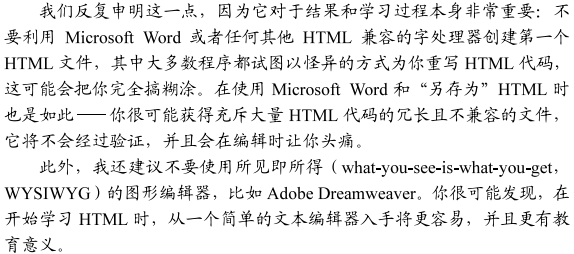 我们反复申明这一点，因为它对于结果和学习过程本身非常重要：不
要利用 Microsoft Word 或者任何其他 HTML 兼容的字处理器创建第一个
HTML 文件，其中大多数程序都试图以怪异的方式为你重写 HTML 代码，
这可能会把你完全搞糊涂。在使用 Microsoft Word 和“另存为”HTML 时
也是如此——你很可能获得充斥大量 HTML 代码的冗长且不兼容的文件，
它将不会经过验证，并且会在编辑时让你头痛。
此外，我还建议不要使用所见即所得（what-you-see-is-what-you-get，
WYSIWYG）的图形编辑器，比如 Adobe Dreamweaver。你很可能发现，在
开始学习 HTML 时，从一个简单的文本编辑器入手将更容易，并且更有教
育意义。